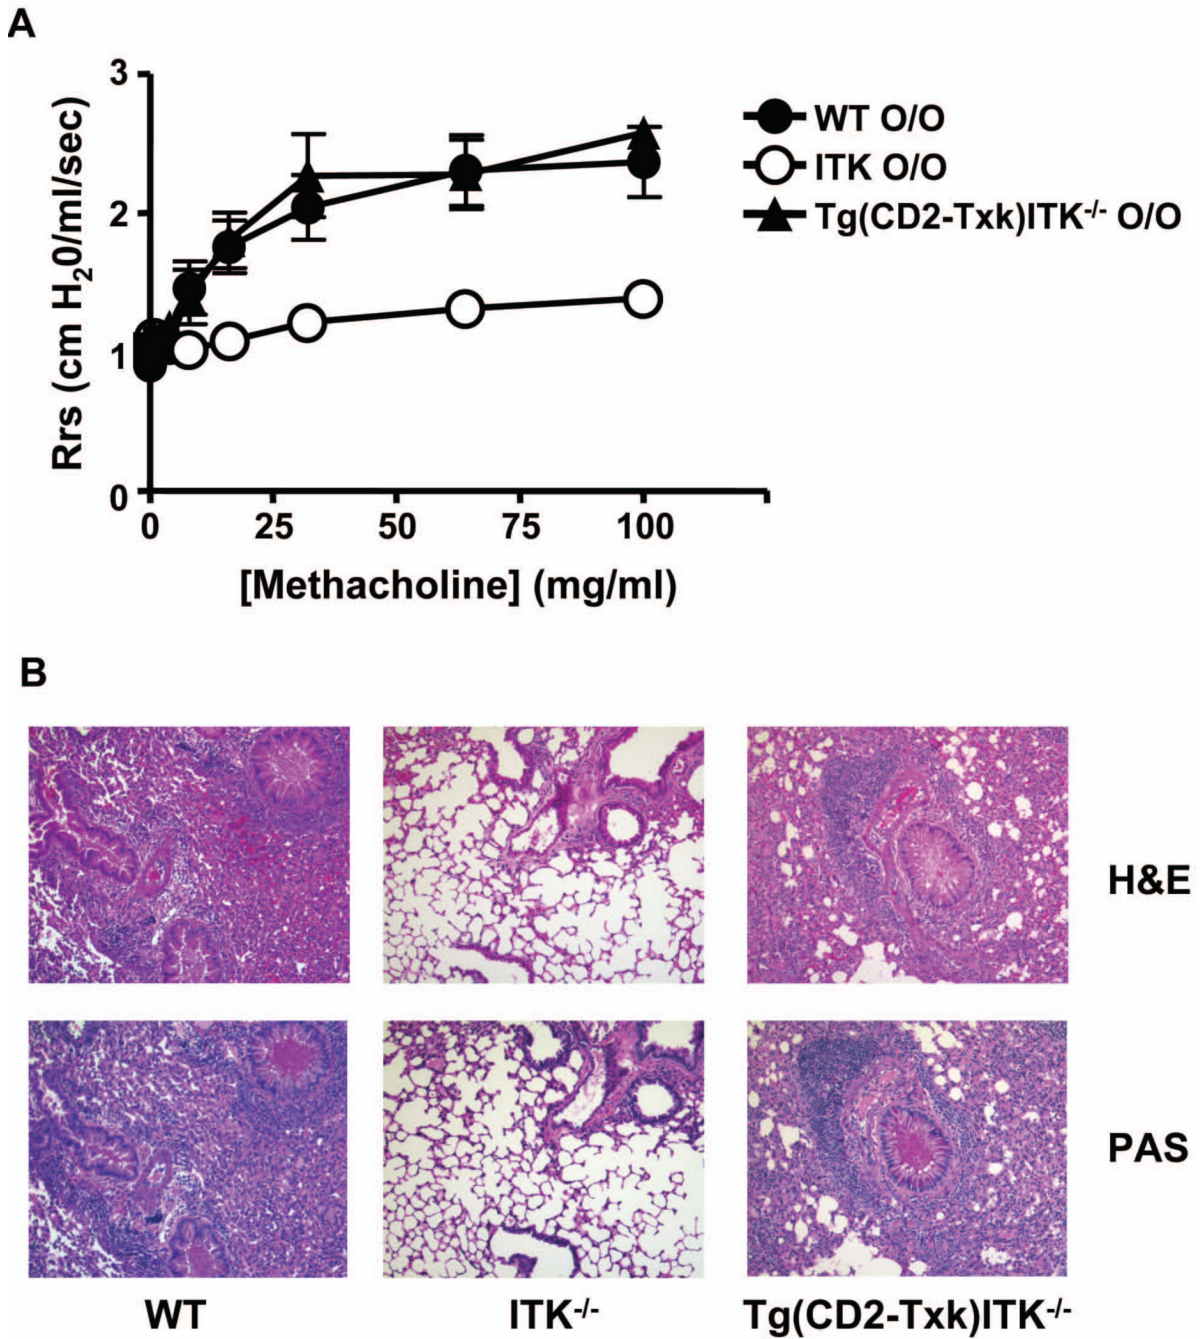 A
3
2
1
0
Rrs (cm H20/ml/sec)
0 25 50 75 100
[Methacholine] (mg/ml)
WT O/O
ITK O/O
Tg(CD2-Txk)ITK-/- O/O
B
H&E
PAS
WT ITK-/- Tg(CD2-Txk)ITK-/-